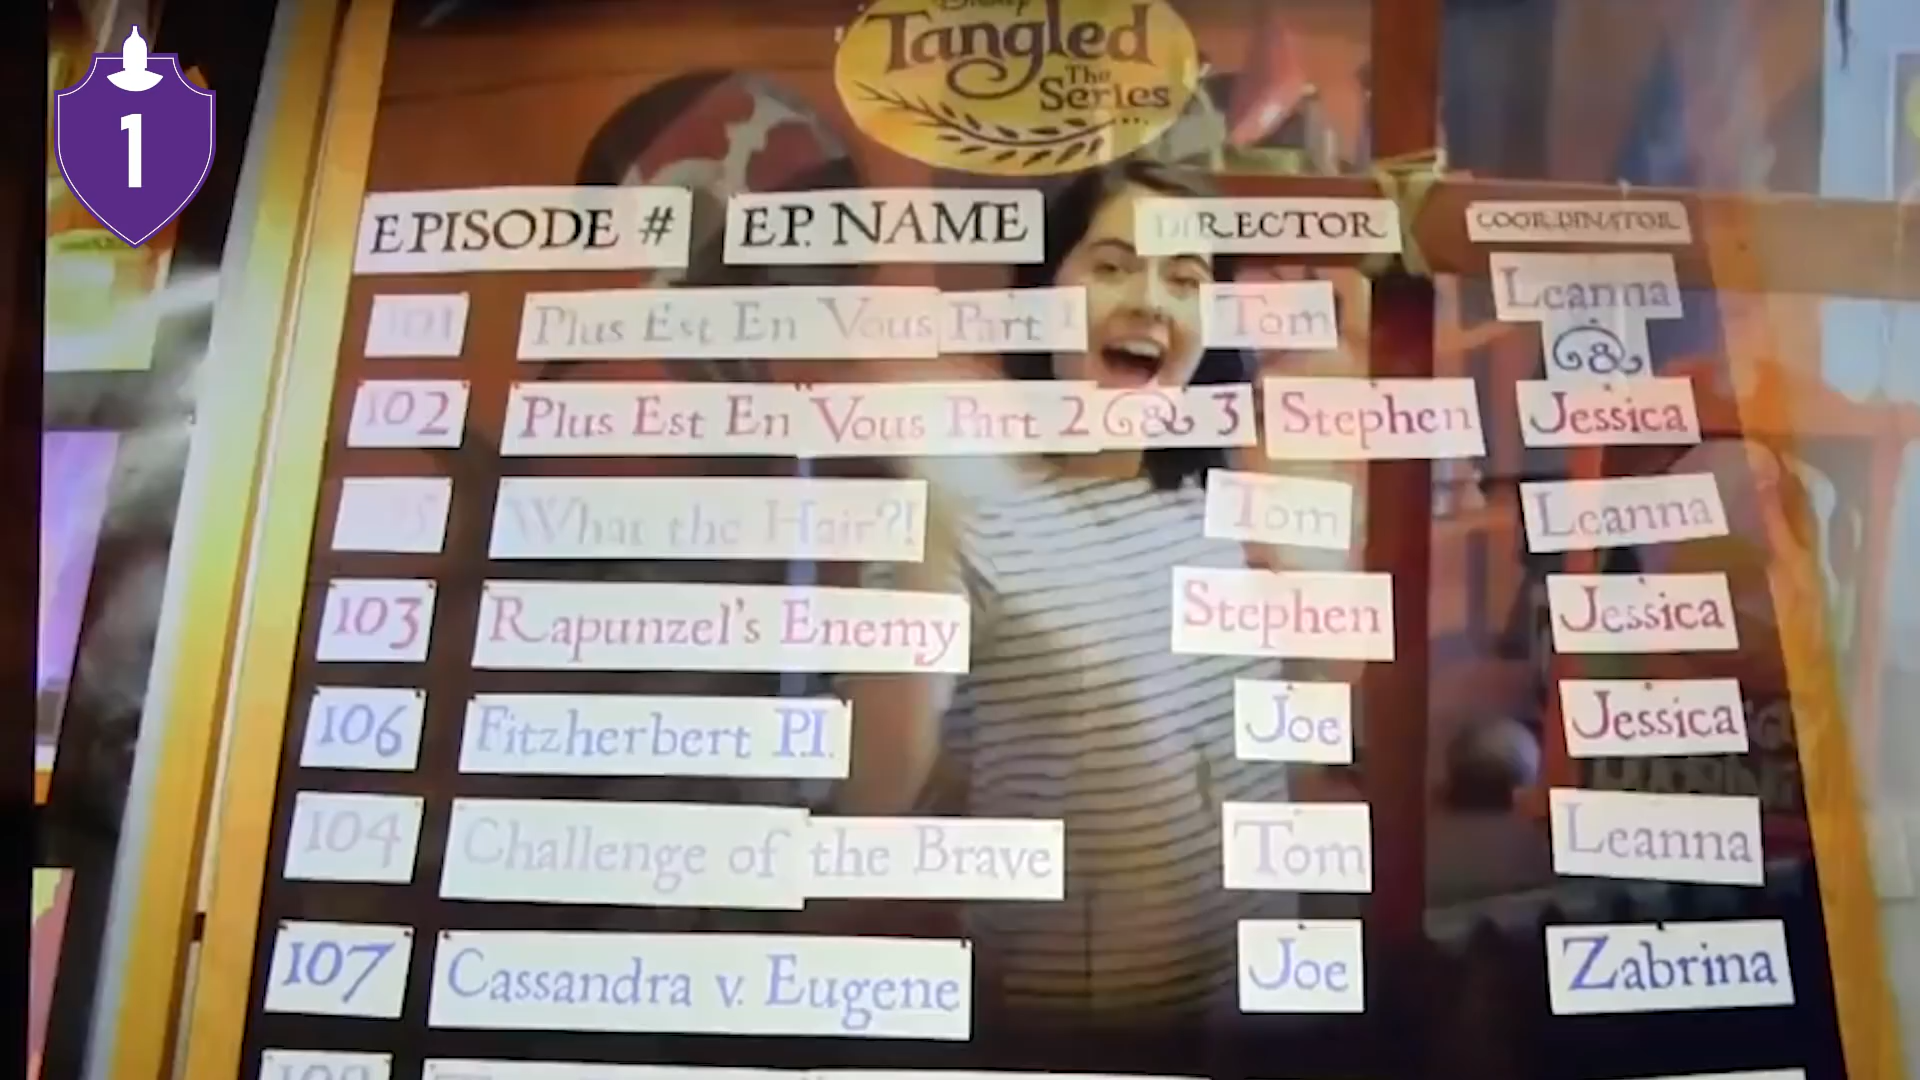 1
Disney
Tangled
The
Series
EPISODE # EP. NAME DIRECTOR COORDINATOR
101 Plus Est En Vous Part 1 Tom Leanna
&
102 Plus Est En Vous Part 2 & 3 Stephen Jessica
What the Hair?! Tom Leanna
103 Rapunzel's Enemy Stephen Jessica
106 Fitzherbert P.I. Joe Jessica
104 Challenge of the Brave Tom Leanna
107 Cassandra v. Eugene Joe Zabrina